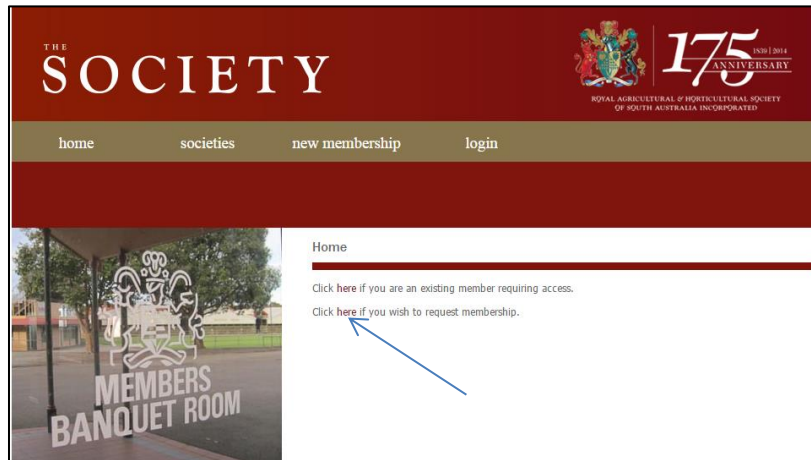 THE
SOCIETY
175
1839 | 2014
ANNIVERSARY
ROYAL AGRICULTURAL & HORTICULTURAL SOCIETY
OF SOUTH AUSTRALIA INCORPORATED
home societies new membership login
Home
Click here if you are an existing member requiring access.
Click here if you wish to request membership.
MEMBERS
BANQUET ROOM